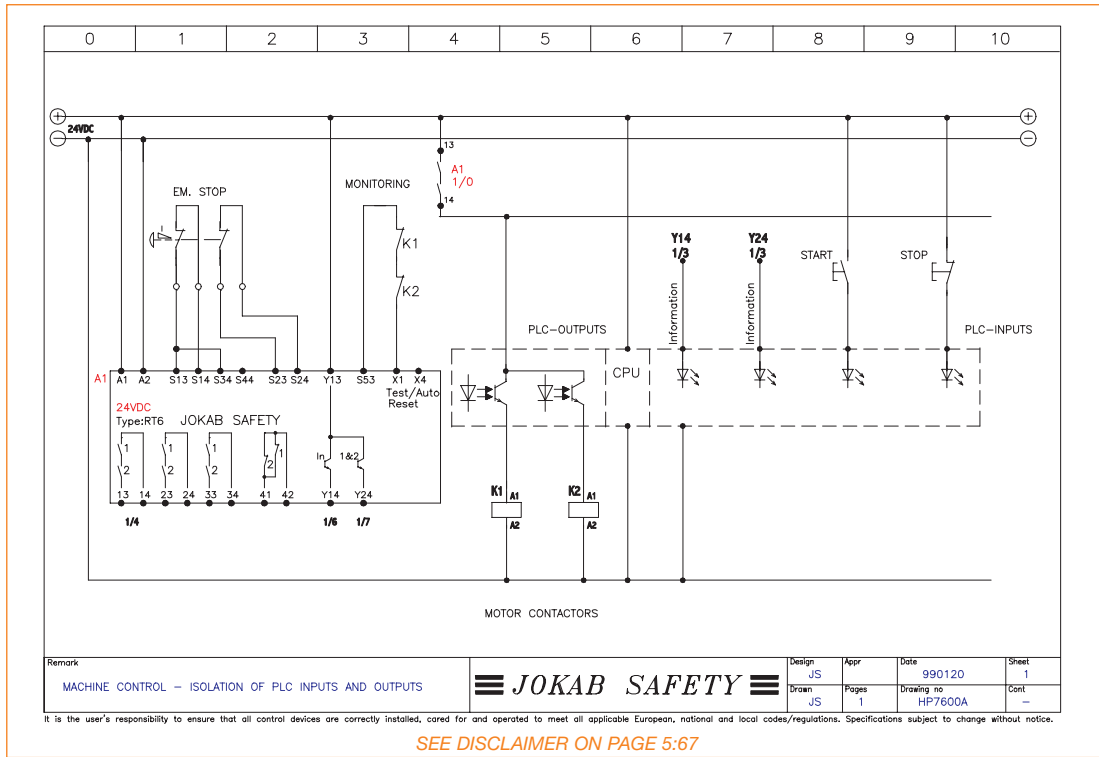 0 1 2 3 4 5 6 7 8 9 10
+ +
24VDC
− −
13
A1
1/0
14
EM. STOP
MONITORING
K1
K2
Y14 Y24
1/3 1/3
START STOP
Information Information
PLC-OUTPUTS PLC-INPUTS
CPU
A1 A1 A2 S13 S14 S34 S44 S23 S24 Y13 S53 X1 X4
Test/Auto
Reset
24VDC
Type:RT6 JOKAB SAFETY
1 1 1 2 1 In 1&2
2 2 2
13 14 23 24 33 34 41 42 Y14 Y24
1/4 1/6 1/7
K1 A1 K2 A1
A2 A2
MOTOR CONTACTORS
Remark
MACHINE CONTROL – ISOLATION OF PLC INPUTS AND OUTPUTS
JOKAB SAFETY
Design Appr Date Sheet
JS 990120 1
Drawn Pages Drawing no Cont
JS 1 HP7600A –
It is the user's responsibility to ensure that all control devices are correctly installed, cared for and operated to meet all applicable European, national and local codes/regulations. Specifications subject to change without notice.
SEE DISCLAIMER ON PAGE 5:67